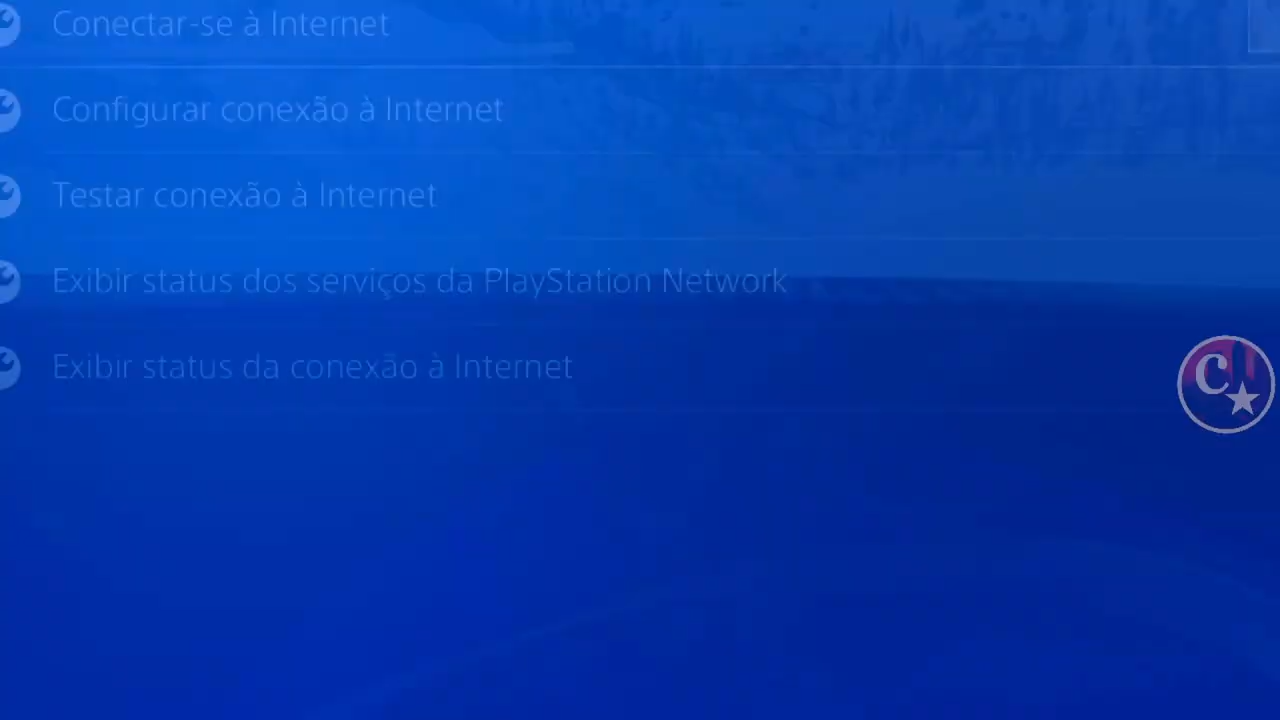 Conectar-se à Internet
Configurar conexão à Internet
Testar conexão à Internet
Exibir status dos serviços da PlayStation Network
Exibir status da conexão à Internet
C